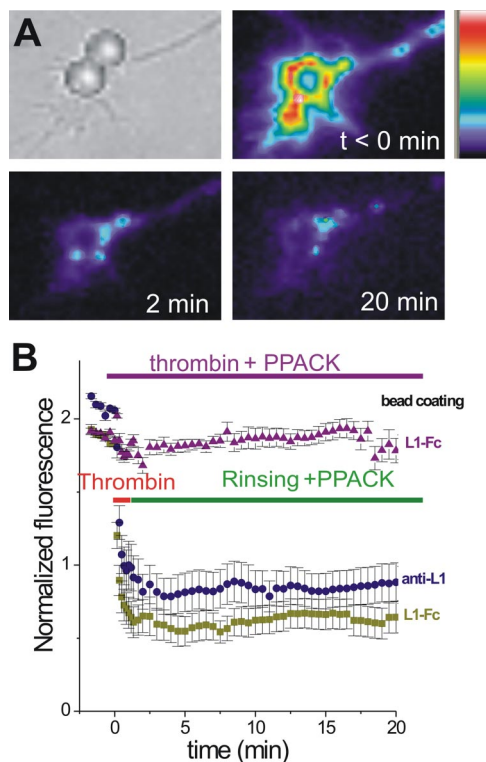 A
t < 0 min
2 min
20 min
B
thrombin + PPACK
bead coating
L1-Fc
Thrombin
Rinsing +PPACK
anti-L1
L1-Fc
Normalized fluorescence
2
1
0
0
5
10
15
20
time (min)